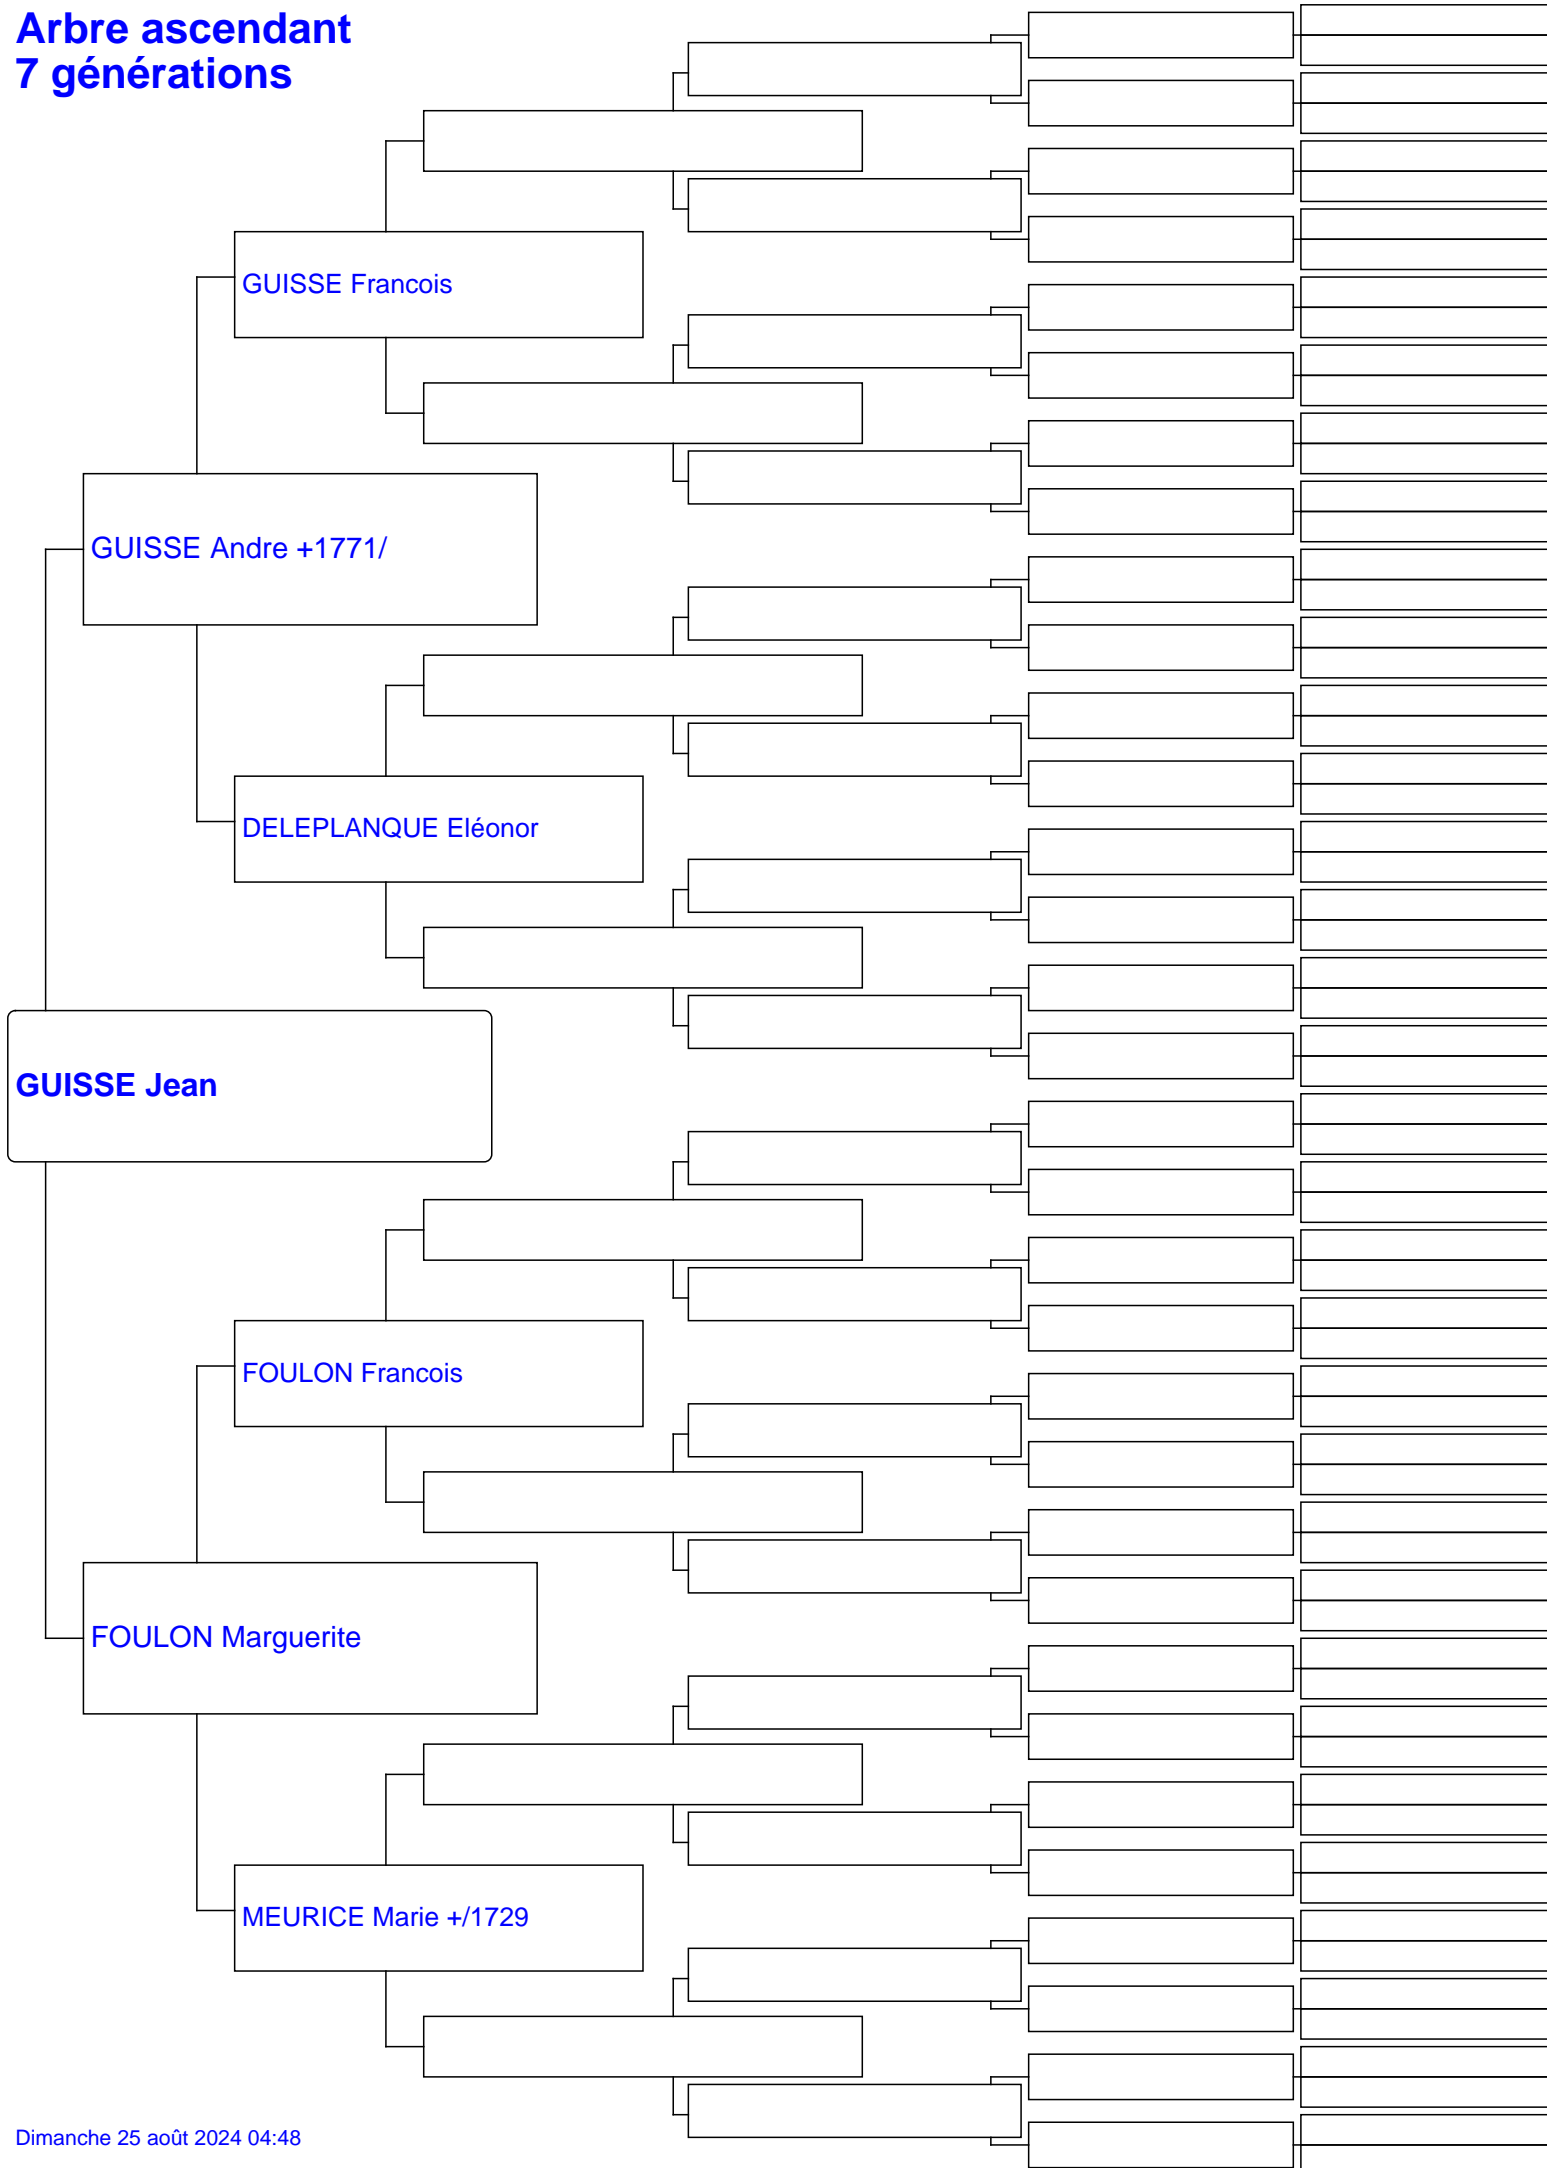 Arbre ascendant
7 générations
GUISSE Francois
GUISSE Andre +1771/
DELEPLANQUE Eléonor
GUISSE Jean
FOULON Francois
FOULON Marguerite
MEURICE Marie +/1729
Dimanche 25 août 2024 04:48